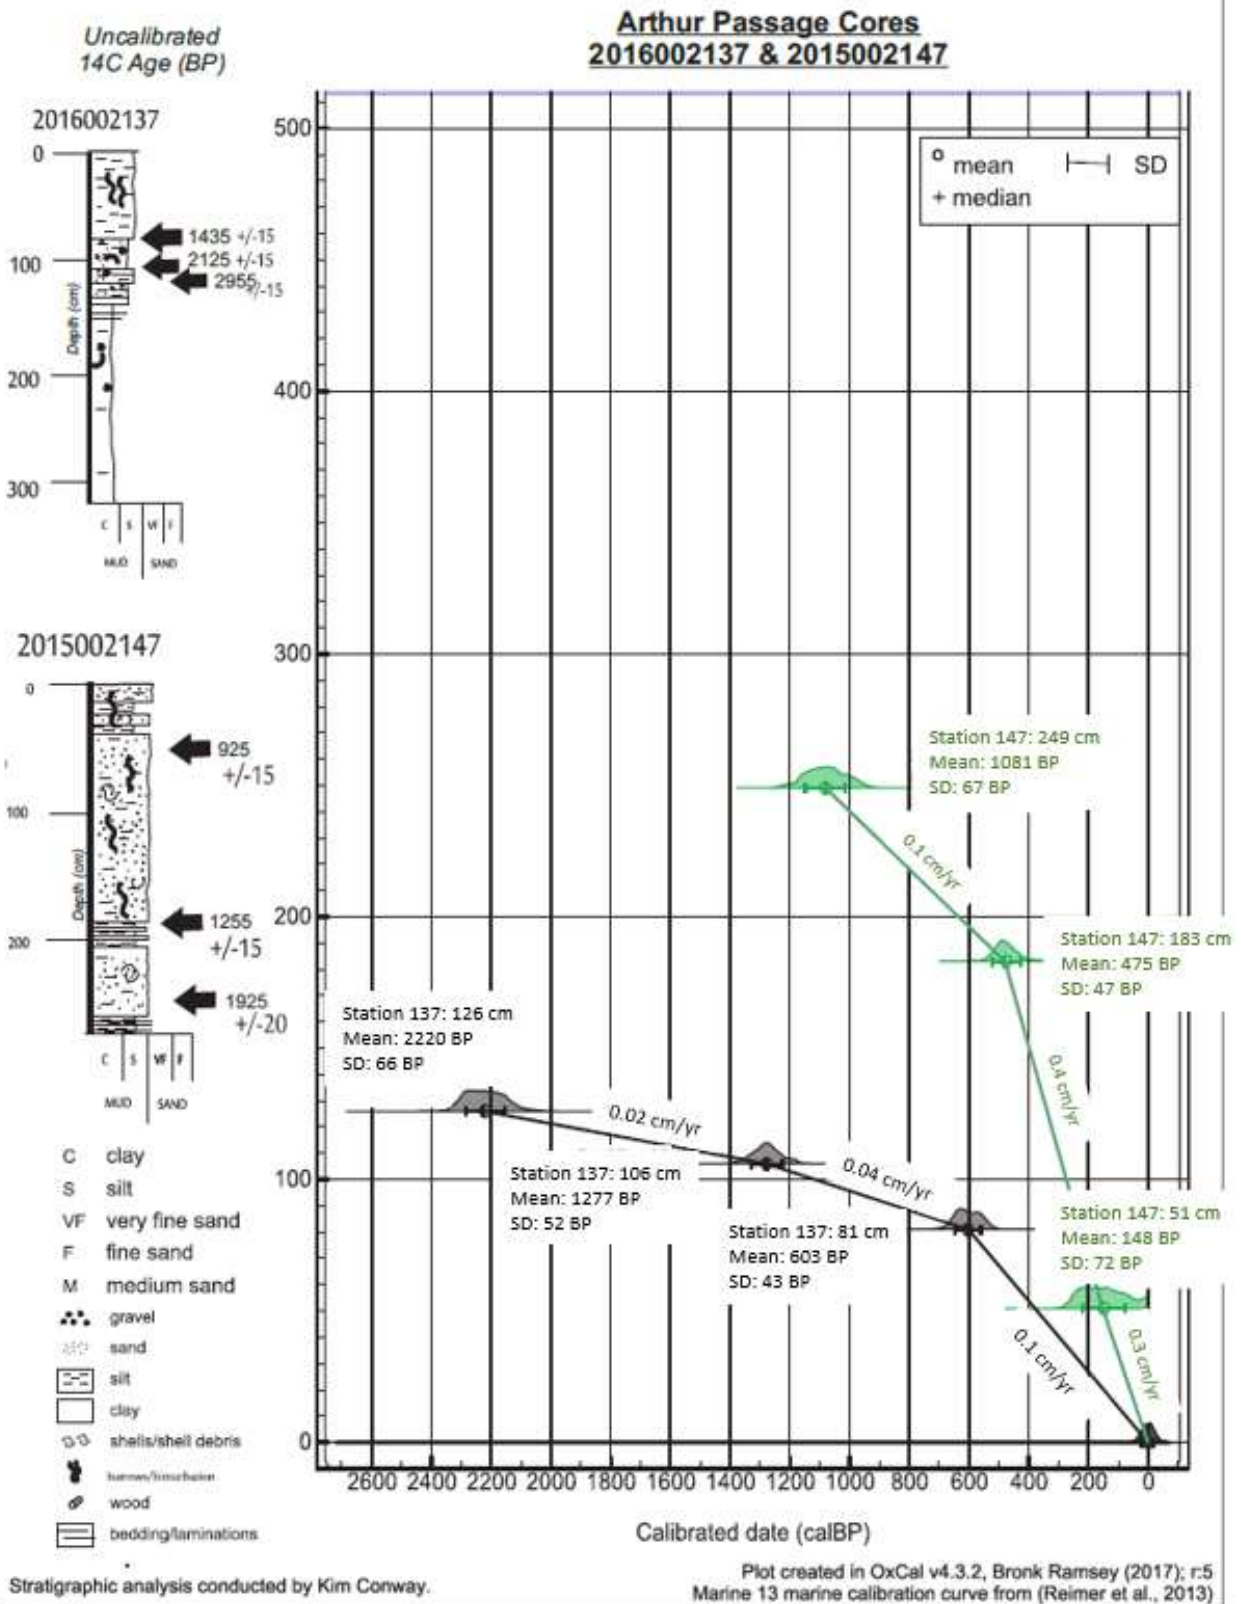 Uncalibrated
14C Age (BP)
Arthur Passage Cores
2016002137 & 2015002147
2016002137
0
100
200
300
Depth (cm)
1435 +/-15
2125 +/-15
2955 +/-15
C S VF F
MUD SAND
2015002147
0
100
200
Depth (cm)
925
+/-15
1255
+/-15
1925
+/-20
C S VF F
MUD SAND
C clay
S silt
VF very fine sand
F fine sand
M medium sand
gravel
sand
silt
clay
shells/shell debris
wood
bedding/laminations
Stratigraphic analysis conducted by Kim Conway.
500
400
300
200
100
0
mean SD
+ median
Station 147: 249 cm
Mean: 1081 BP
SD: 67 BP
0.1 cm/yr
Station 147: 183 cm
Mean: 475 BP
SD: 47 BP
0.4 cm/yr
Station 137: 126 cm
Mean: 2220 BP
SD: 66 BP
0.02 cm/yr
Station 137: 106 cm
Mean: 1277 BP
SD: 52 BP
0.04 cm/yr
Station 137: 81 cm
Mean: 603 BP
SD: 43 BP
Station 147: 51 cm
Mean: 148 BP
SD: 72 BP
0.1 cm/yr
0.3 cm/yr
2600 2400 2200 2000 1800 1600 1400 1200 1000 800 600 400 200 0
Calibrated date (calBP)
Plot created in OxCal v4.3.2, Bronk Ramsey (2017); r:5
Marine 13 marine calibration curve from (Reimer et al., 2013)